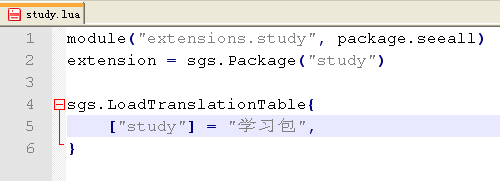 study.lua
1 module("extensions.study", package.seeall)
2 extension = sgs.Package("study")
3
4 sgs.LoadTranslationTable{
5 ["study"] = "学习包",
6 }